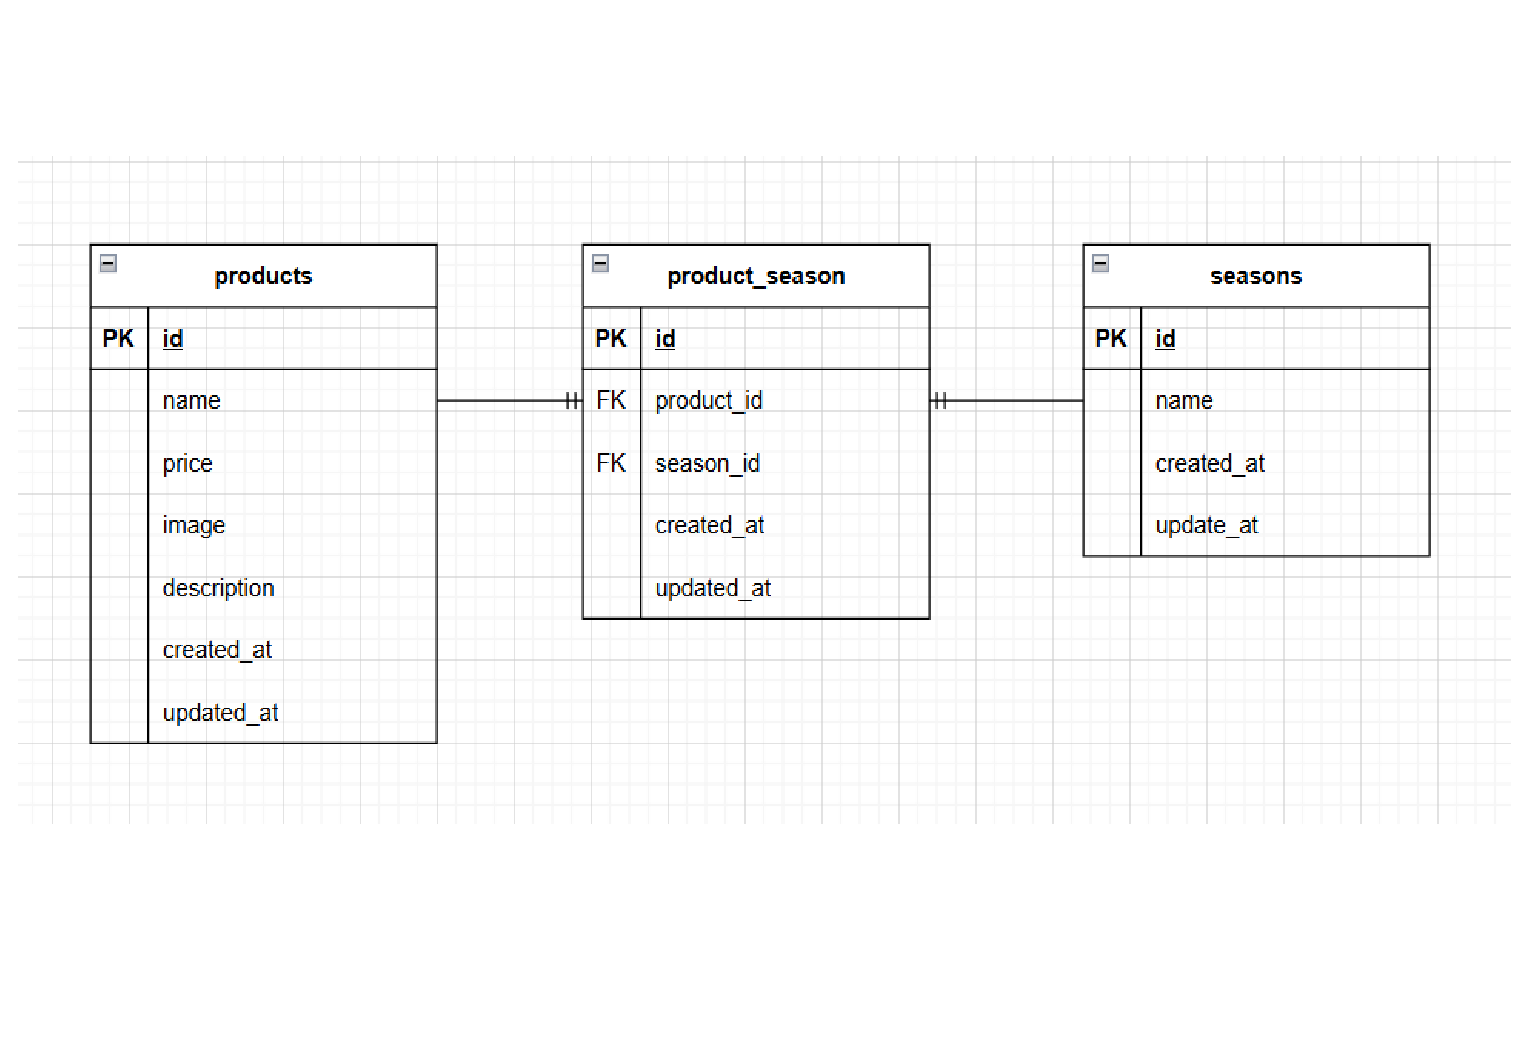 products
PK id
name
price
image
description
created_at
updated_at
product_season
PK id
FK product_id
FK season_id
created_at
updated_at
seasons
PK id
name
created_at
update_at